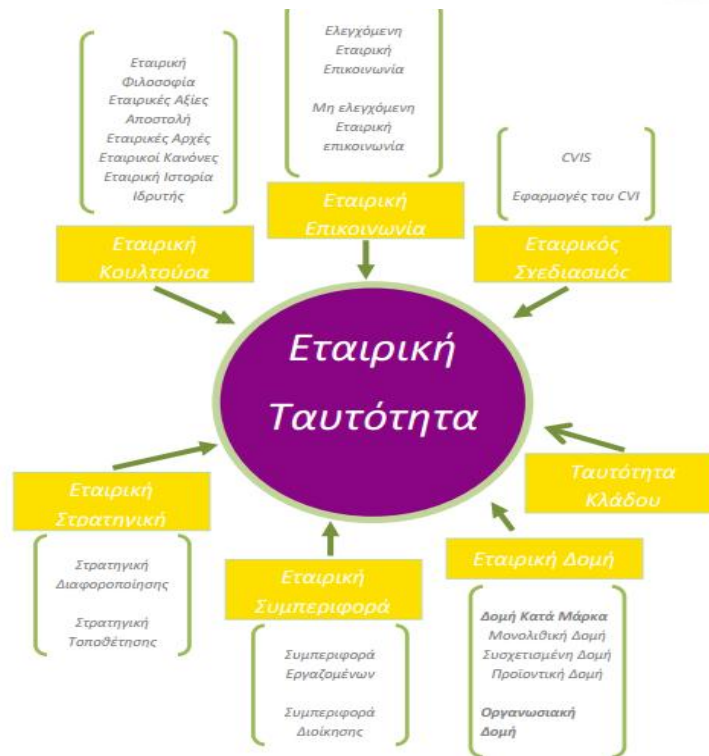 Εταιρική
Φιλοσοφία
Εταιρικές Αξίες
Αποστολή
Εταιρικές Αρχές
Εταιρικοί Κανόνες
Εταιρική Ιστορία
Ιδρυτής
Εταιρική
Κουλτούρα
Ελεγχόμενη
Εταιρική
Επικοινωνία
Μη ελεγχόμενη
Εταιρική
επικοινωνία
Εταιρική
Επικοινωνία
CVIS
Εφαρμογές του CVI
Εταιρικός
Σχεδιασμός
Εταιρική
Ταυτότητα
Εταιρική
Στρατηγική
Στρατηγική
Διαφοροποίησης
Στρατηγική
Τοποθέτησης
Εταιρική
Συμπεριφορά
Συμπεριφορά
Εργαζομένων
Συμπεριφορά
Διοίκησης
Ταυτότητα
Κλάδου
Εταιρική Δομή
Δομή Κατά Μάρκα
Μονολιθική Δομή
Συσχετισμένη Δομή
Προϊοντική Δομή
Οργανωσιακή
Δομή